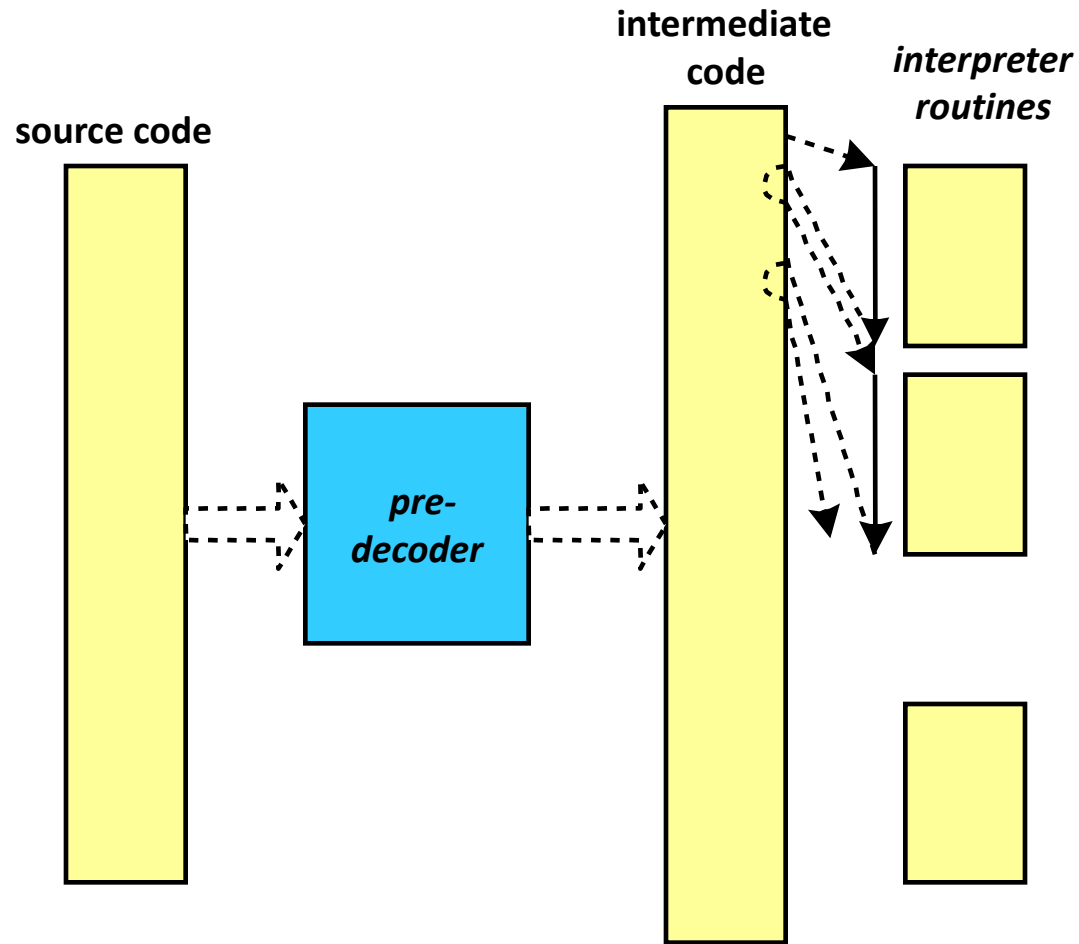 source code
pre-
decoder
intermediate
code
interpreter
routines